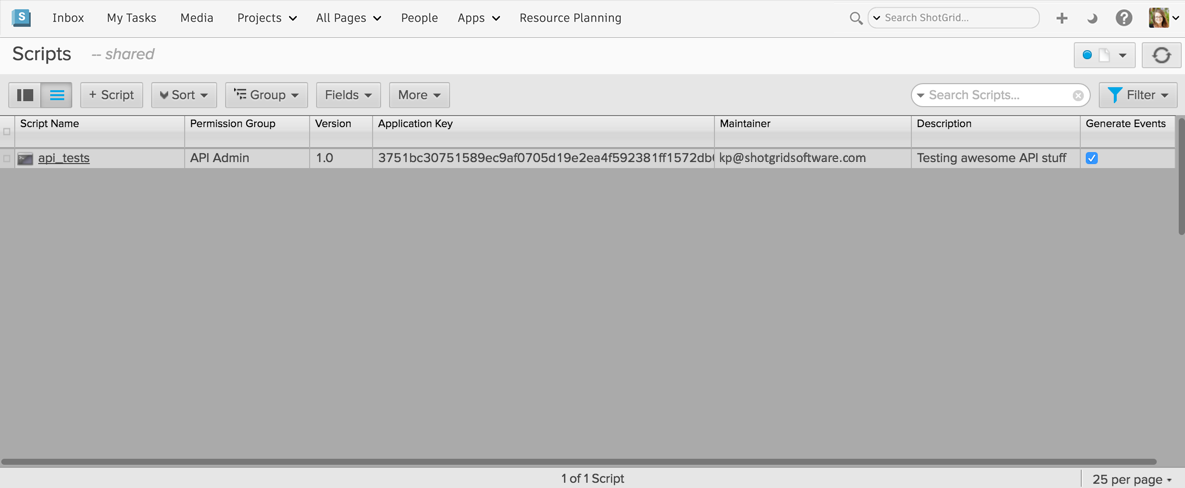 S Inbox My Tasks Media Projects All Pages People Apps Resource Planning Search ShotGrid... ?
Scripts -- shared
+ Script Sort Group Fields More Search Scripts... Filter
Script Name Permission Group Version Application Key Maintainer Description Generate Events
api_tests API Admin 1.0 3751bc30751589ec9af0705d19e2ea4f592381ff1572db kp@shotgridsoftware.com Testing awesome API stuff
1 of 1 Script 25 per page